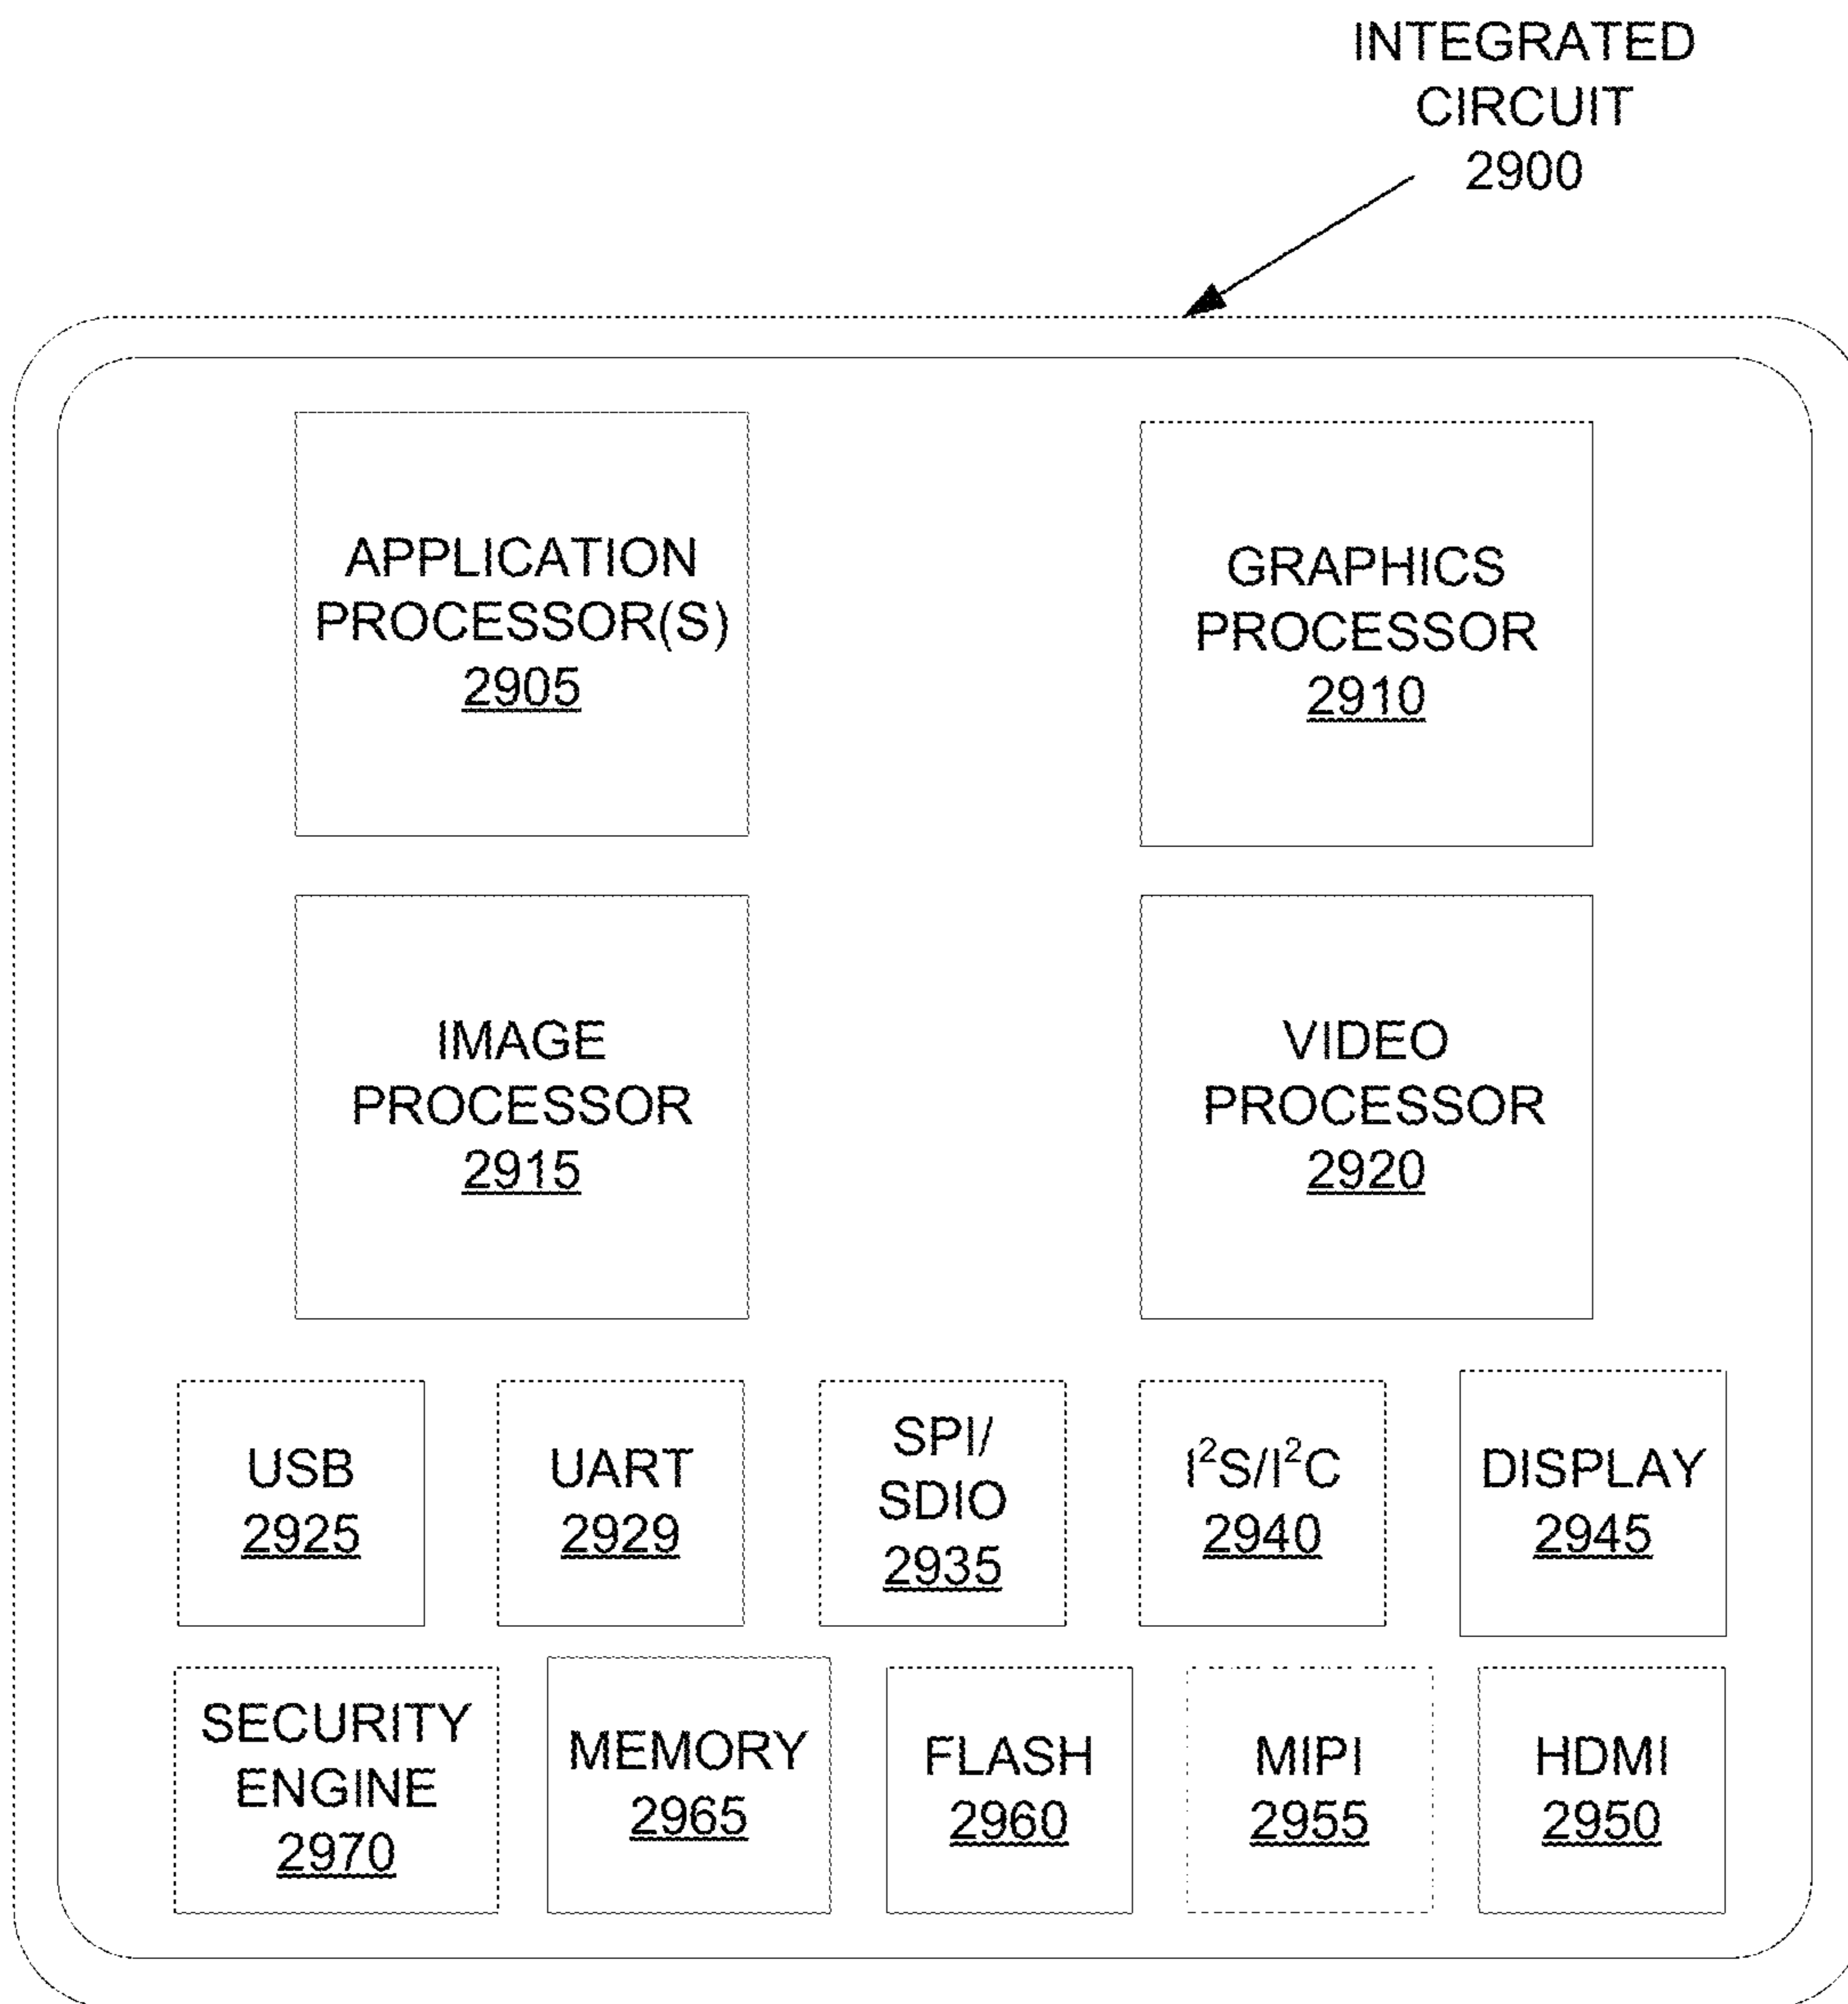 INTEGRATED
CIRCUIT
2900
APPLICATION
PROCESSOR(S)
2905
GRAPHICS
PROCESSOR
2910
IMAGE
PROCESSOR
2915
VIDEO
PROCESSOR
2920
USB
2925
UART
2929
SPI/
SDIO
2935
I²S/I²C
2940
DISPLAY
2945
SECURITY
ENGINE
2970
MEMORY
2965
FLASH
2960
MIPI
2955
HDMI
2950